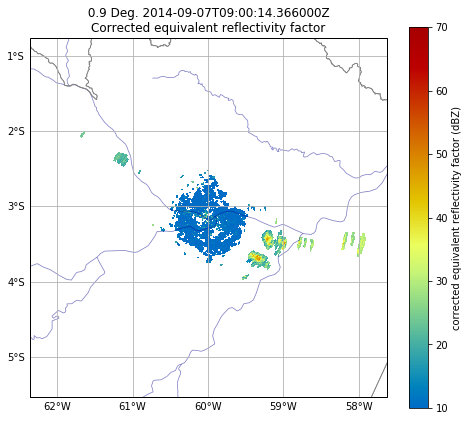 0.9 Deg. 2014-09-07T09:00:14.366000Z
Corrected equivalent reflectivity factor
1°S
2°S
3°S
4°S
5°S
62°W 61°W 60°W 59°W 58°W
70
60
50
40
30
20
10
corrected equivalent reflectivity factor (dBZ)